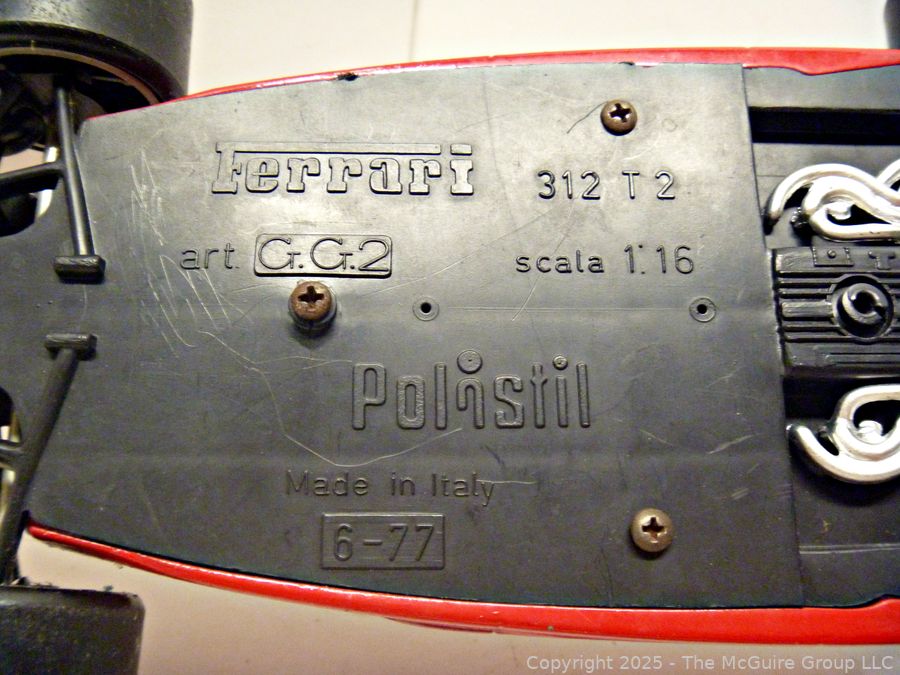 Ferrari
312 T 2
art. G.G.2
scala 1:16
Polistil
Made in Italy
6-77
Copyright 2025 - The McGuire Group LLC